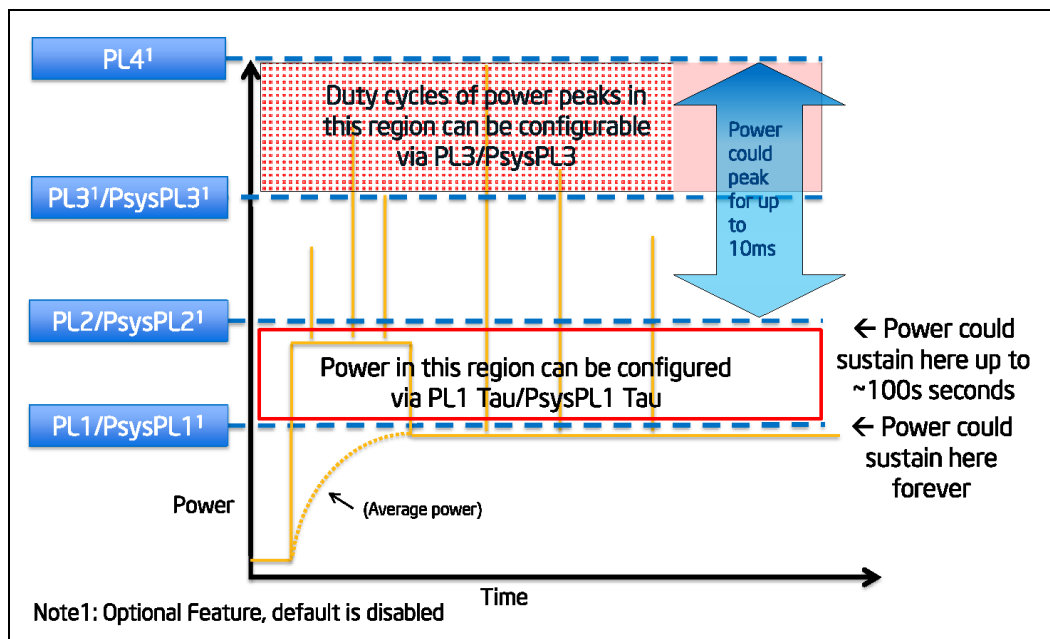 PL4¹
Duty cycles of power peaks in
this region can be configurable
via PL3/PsysPL3
Power
could
peak
for up
to
10ms
PL3¹/PsysPL3¹
PL2/PsysPL2¹
← Power could
sustain here up to
~100s seconds
Power in this region can be configured
via PL1 Tau/PsysPL1 Tau
PL1/PsysPL1¹
← Power could
sustain here
forever
Power
(Average power)
Time
Note1: Optional Feature, default is disabled